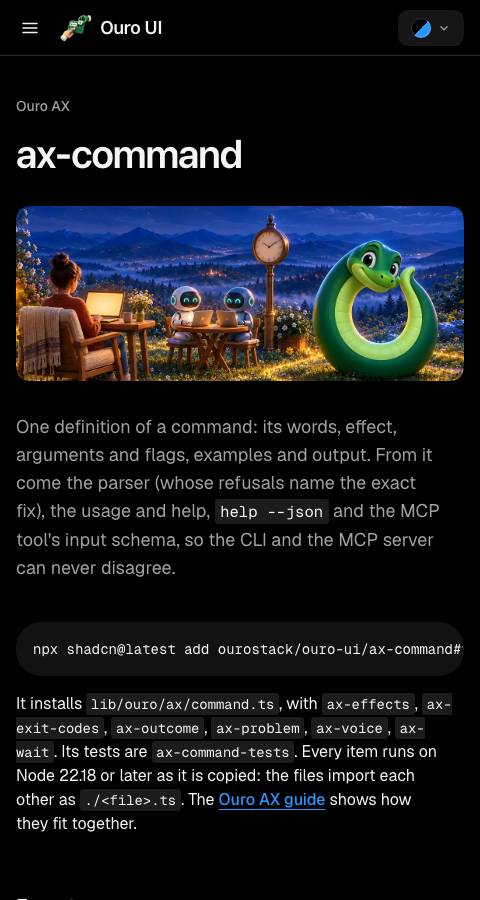 Ouro UI
Ouro AX
ax-command
One definition of a command: its words, effect,
arguments and flags, examples and output. From it
come the parser (whose refusals name the exact
fix), the usage and help, help --json and the MCP
tool's input schema, so the CLI and the MCP server
can never disagree.
npx shadcn@latest add ourostack/ouro-ui/ax-command#
It installs lib/ouro/ax/command.ts, with ax-effects, ax-
exit-codes, ax-outcome, ax-problem, ax-voice, ax-
wait. Its tests are ax-command-tests. Every item runs on
Node 22.18 or later as it is copied: the files import each
other as ./<file>.ts. The Ouro AX guide shows how
they fit together.